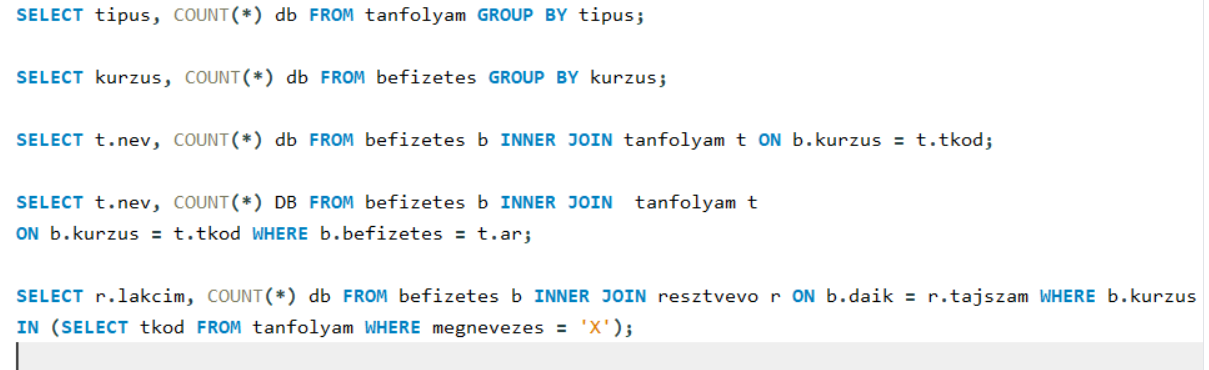 SELECT tipus, COUNT(*) db FROM tanfolyam GROUP BY tipus;
SELECT kurzus, COUNT(*) db FROM befizetes GROUP BY kurzus;
SELECT t.nev, COUNT(*) db FROM befizetes b INNER JOIN tanfolyam t ON b.kurzus = t.tkod;
SELECT t.nev, COUNT(*) DB FROM befizetes b INNER JOIN  tanfolyam t
ON b.kurzus = t.tkod WHERE b.befizetes = t.ar;
SELECT r.lakcim, COUNT(*) db FROM befizetes b INNER JOIN resztvevo r ON b.daik = r.tajszam WHERE b.kurzus
IN (SELECT tkod FROM tanfolyam WHERE megnevezes = 'X');